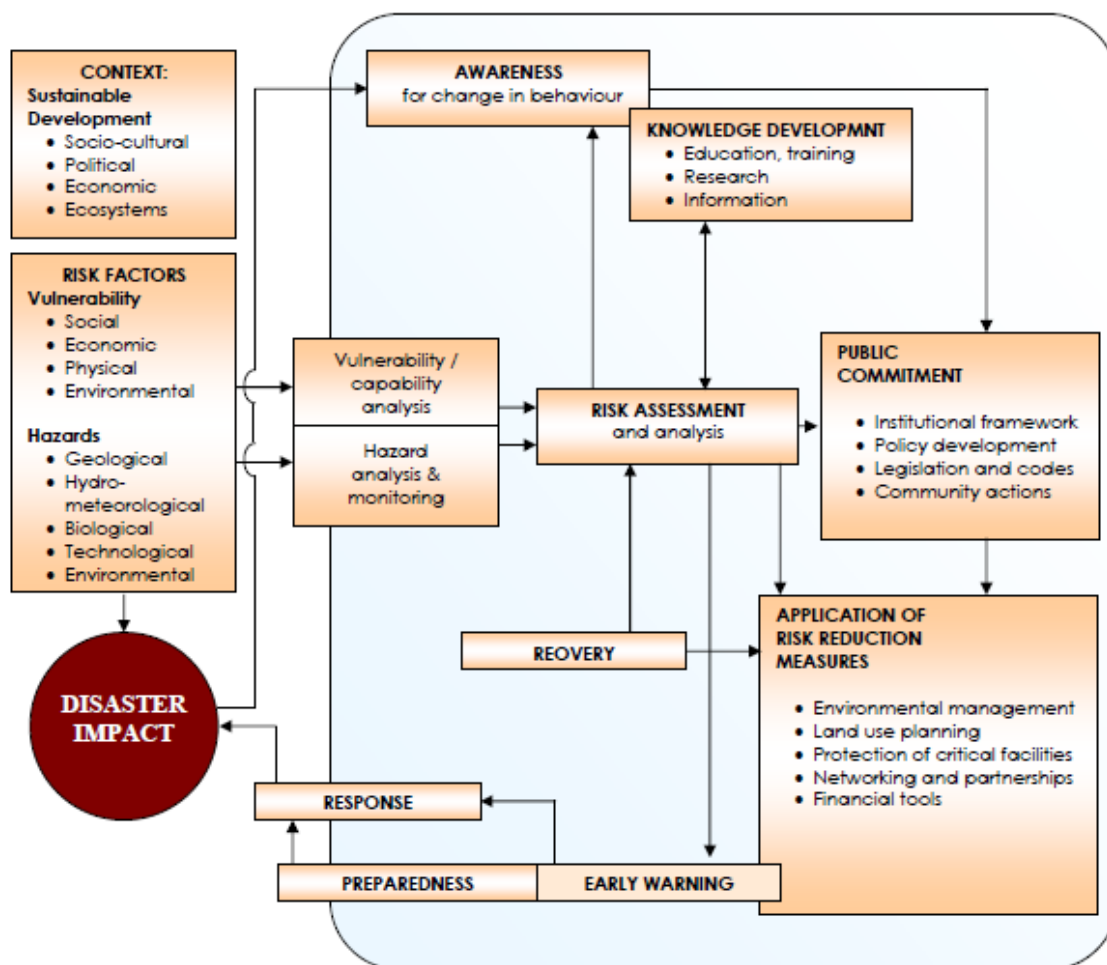 CONTEXT:
Sustainable
Development
• Socio-cultural
• Political
• Economic
• Ecosystems
RISK FACTORS
Vulnerability
• Social
• Economic
• Physical
• Environmental
Hazards
• Geological
• Hydro-
meteorological
• Biological
• Technological
• Environmental
DISASTER
IMPACT
AWARENESS
for change in behaviour
KNOWLEDGE DEVELOPMNT
• Education, training
• Research
• Information
Vulnerability /
capability
analysis
Hazard
analysis &
monitoring
RISK ASSESSMENT
and analysis
PUBLIC
COMMITMENT
• Institutional framework
• Policy development
• Legislation and codes
• Community actions
REOVERY
APPLICATION OF
RISK REDUCTION
MEASURES
• Environmental management
• Land use planning
• Protection of critical facilities
• Networking and partnerships
• Financial tools
RESPONSE
PREPAREDNESS
EARLY WARNING